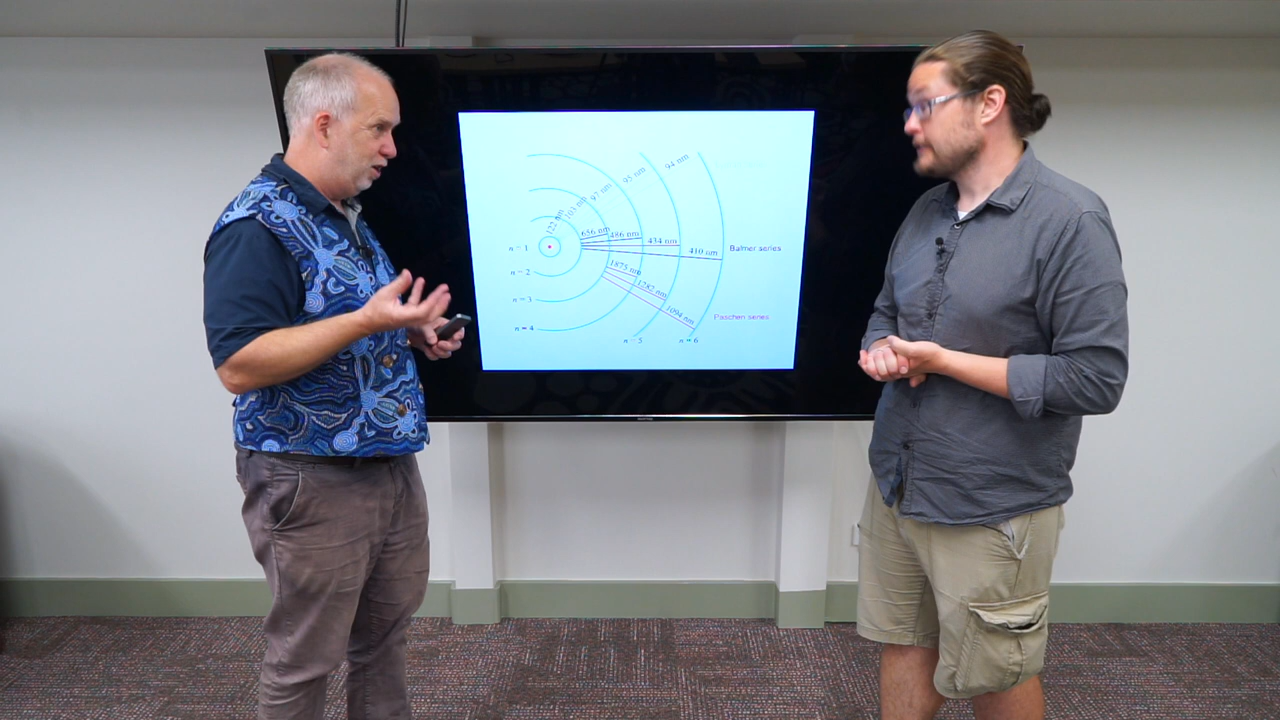 94 nm
95 nm
97 nm
103 nm
122 nm
656 nm
486 nm
434 nm
410 nm
Balmer series
n = 1
1875 nm
1282 nm
1094 nm
n = 2
n = 3
Paschen series
n = 4
n = 5
n = 6